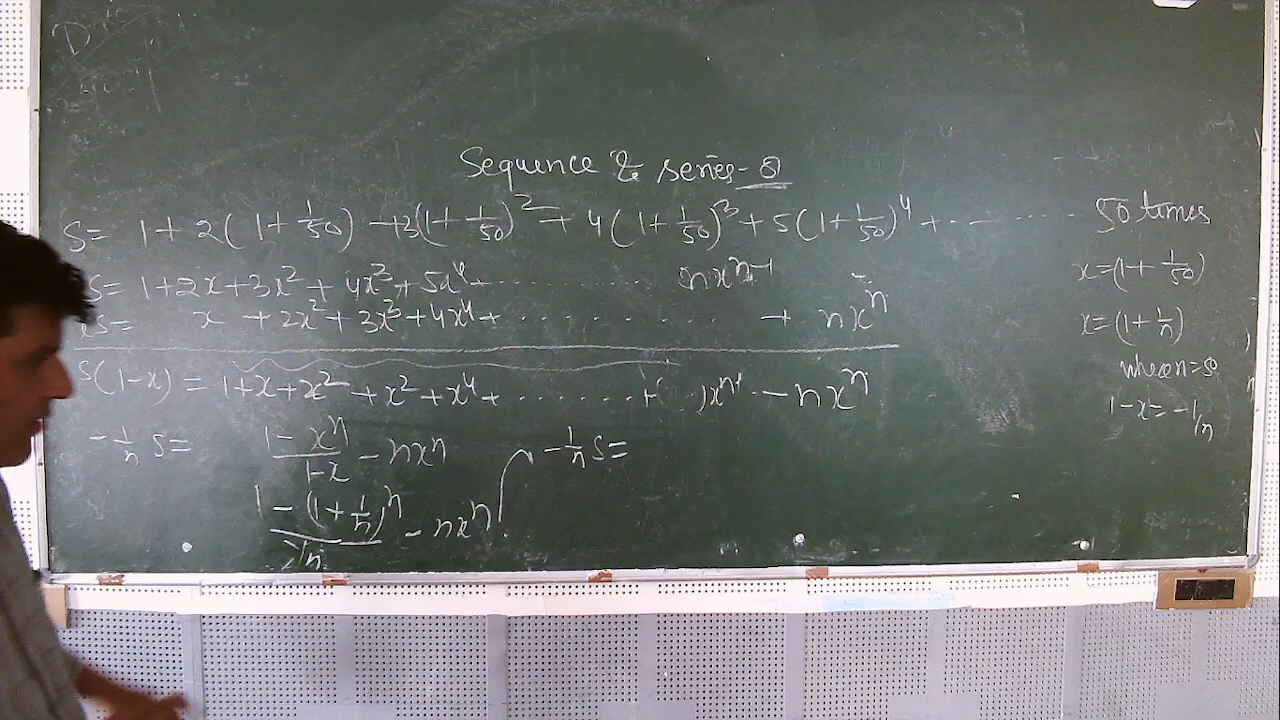 Sequence & series-8
S= 1+2(1+1/50)+3(1+1/50)^2+4(1+1/50)^3+5(1+1/50)^4+........ 50 times
S= 1+2x+3x^2+4x^3+5x^4+......... nx^(n-1)
x=(1+1/50)
xS= x+2x^2+3x^3+4x^4+.......... + nx^n
x=(1+1/n)
S(1-x) = 1+x+x^2+x^2+x^4+.......+( )x^(n-1) - nx^n
when n=50
1-x=-1/n
-1/n S= (1-x^n)/(1-x) - nx^n
-1/n S=
(1-(1+1/n)^n)/(-1/n) - nx^n